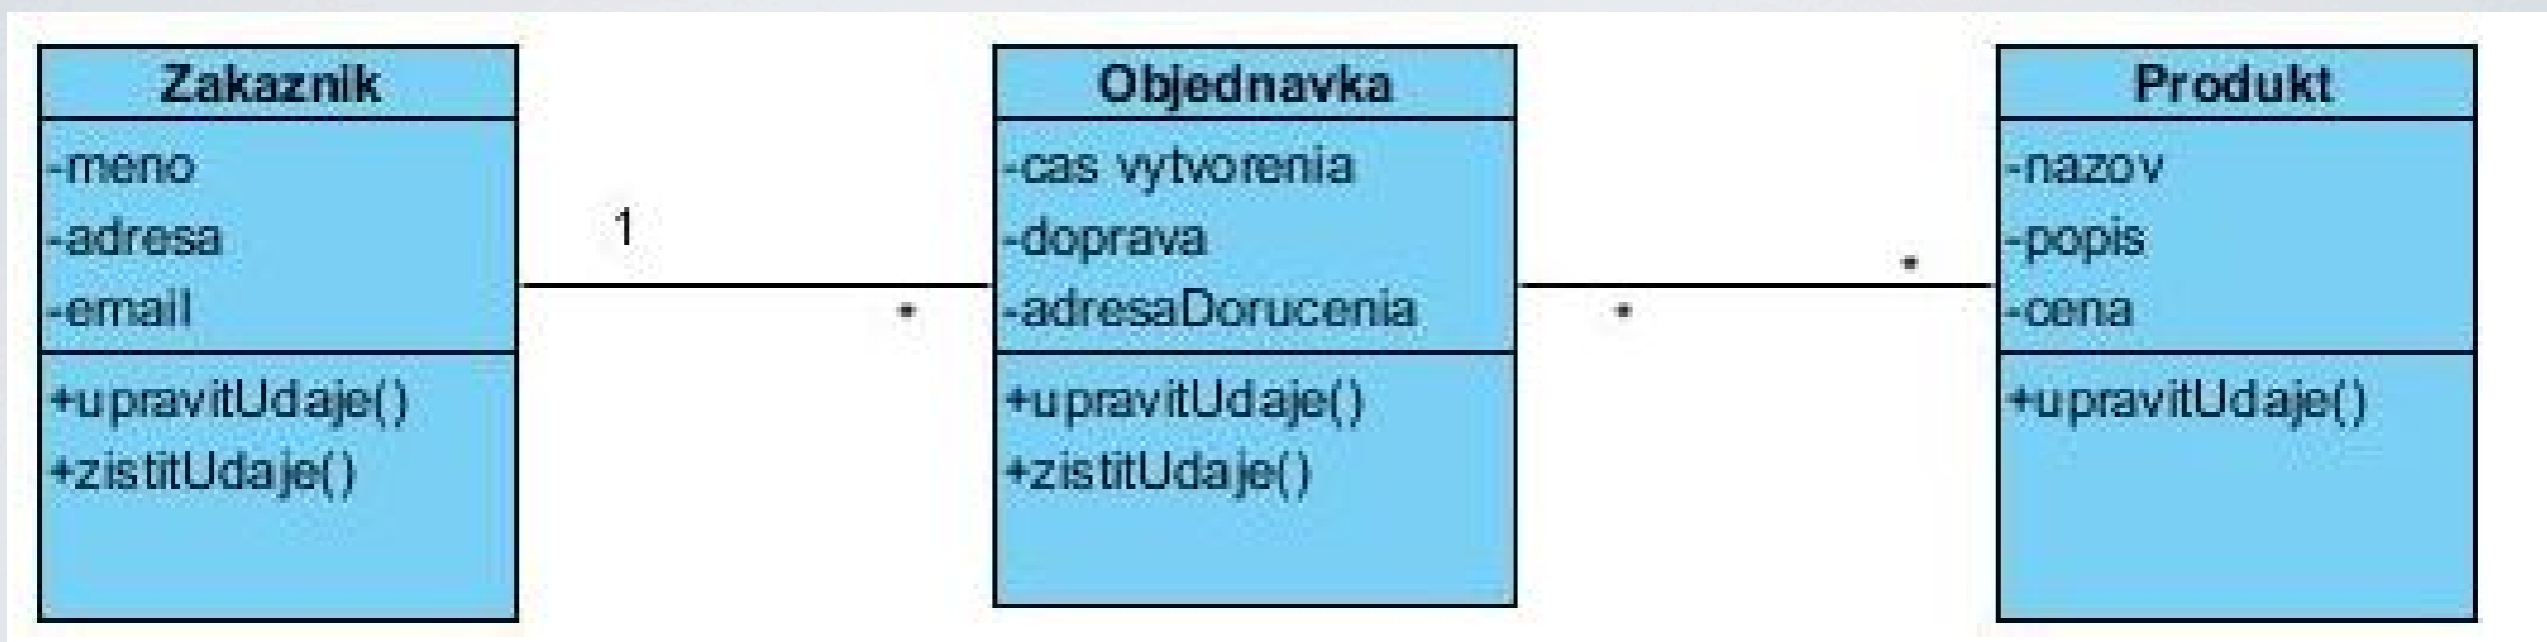 Zakaznik
-meno
-adresa
-email
+upravitUdaje()
+zistitUdaje()
1
*
Objednavka
-cas vytvorenia
-doprava
-adresaDorucenia
+upravitUdaje()
+zistitUdaje()
*
*
Produkt
-nazov
-popis
-cena
+upravitUdaje()